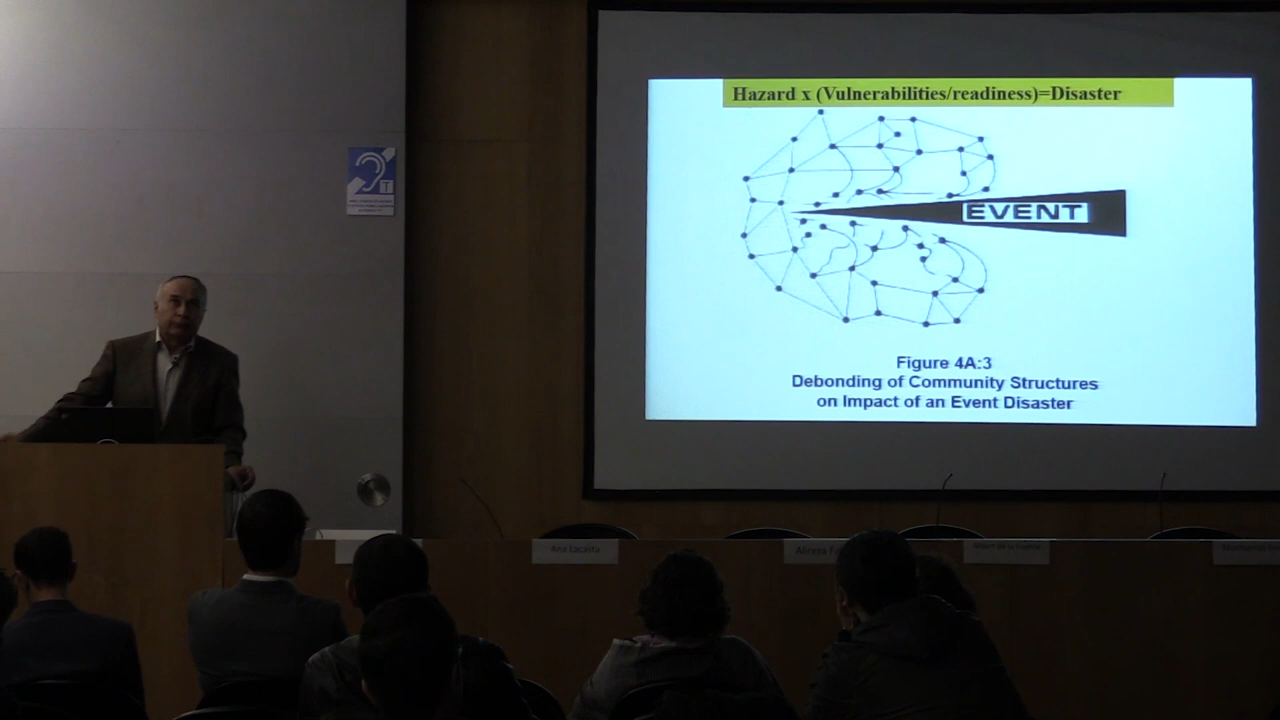 Hazard x (Vulnerabilities/readiness)=Disaster
EVENT
Figure 4A:3
Debonding of Community Structures
on Impact of an Event Disaster
T
Ana Lacasta
Alireza